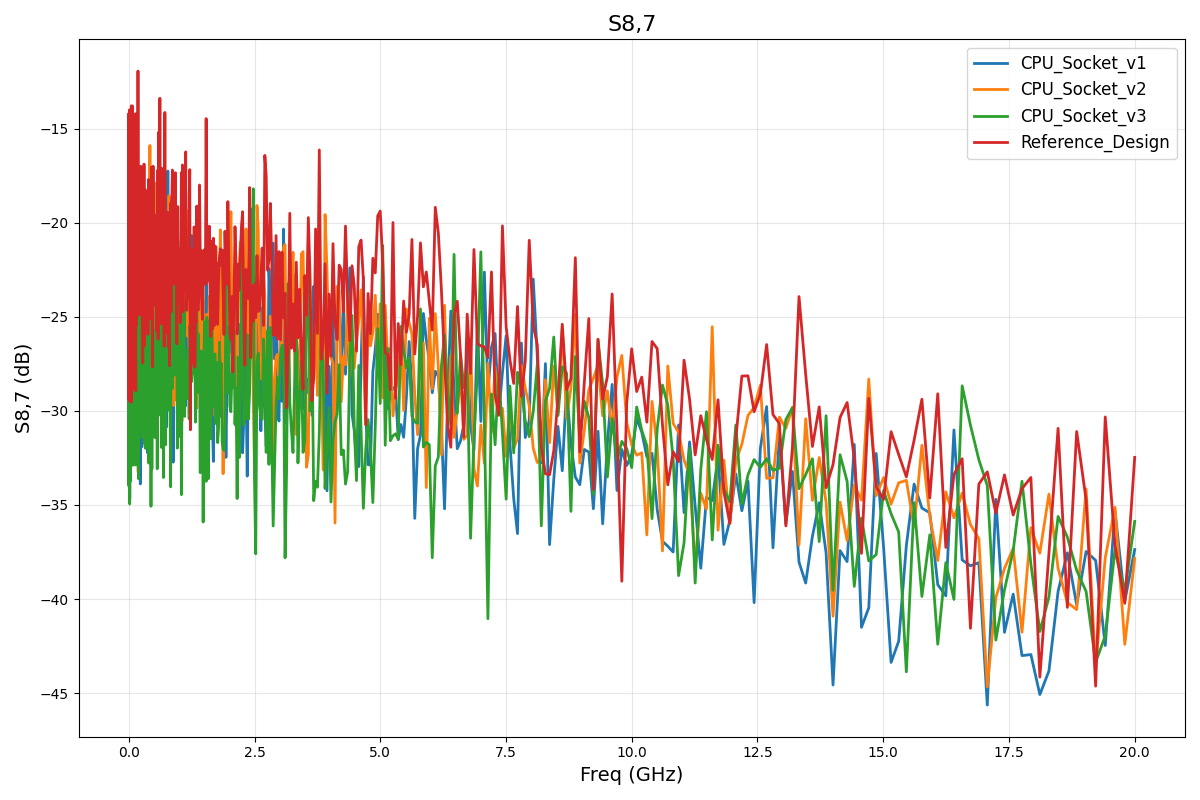 S8,7
CPU_Socket_v1
CPU_Socket_v2
CPU_Socket_v3
Reference_Design
−15
−20
−25
−30
−35
−40
−45
S8,7 (dB)
0.0 2.5 5.0 7.5 10.0 12.5 15.0 17.5 20.0
Freq (GHz)